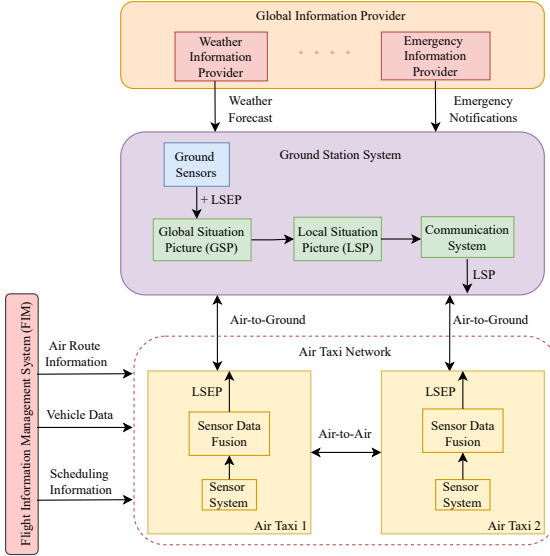 Global Information Provider
Weather
Information
Provider
Emergency
Information
Provider
Weather
Forecast
Emergency
Notifications
Ground Station System
Ground
Sensors
+ LSEP
Global Situation
Picture (GSP)
Local Situation
Picture (LSP)
Communication
System
LSP
Air-to-Ground
Air-to-Ground
Flight Information Management System (FIM)
Air Route
Information
Vehicle Data
Scheduling
Information
Air Taxi Network
LSEP
Sensor Data
Fusion
Sensor
System
Air Taxi 1
Air-to-Air
LSEP
Sensor Data
Fusion
Sensor
System
Air Taxi 2